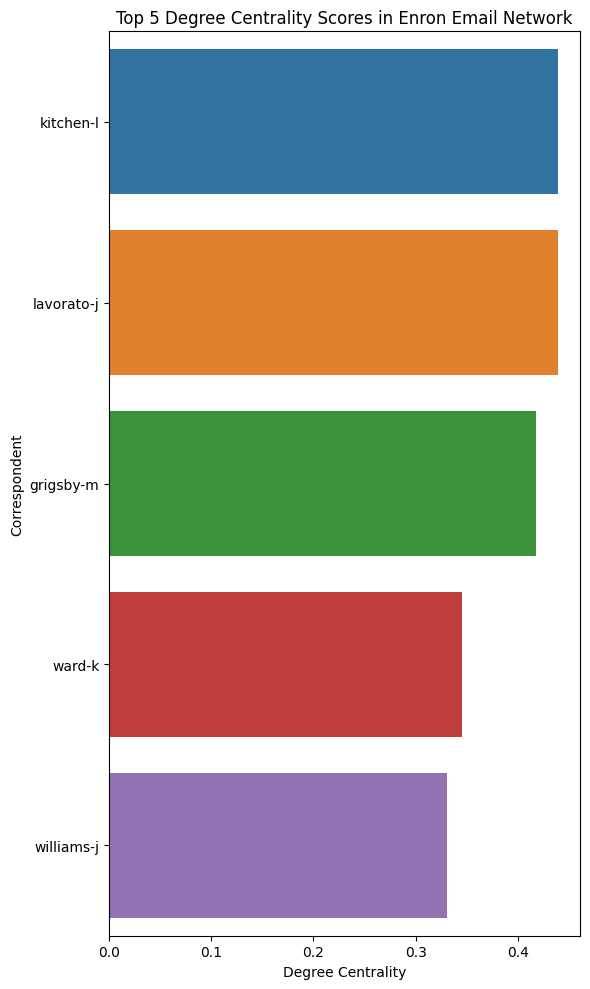 Top 5 Degree Centrality Scores in Enron Email Network
Correspondent
kitchen-l
lavorato-j
grigsby-m
ward-k
williams-j
0.0 0.1 0.2 0.3 0.4
Degree Centrality